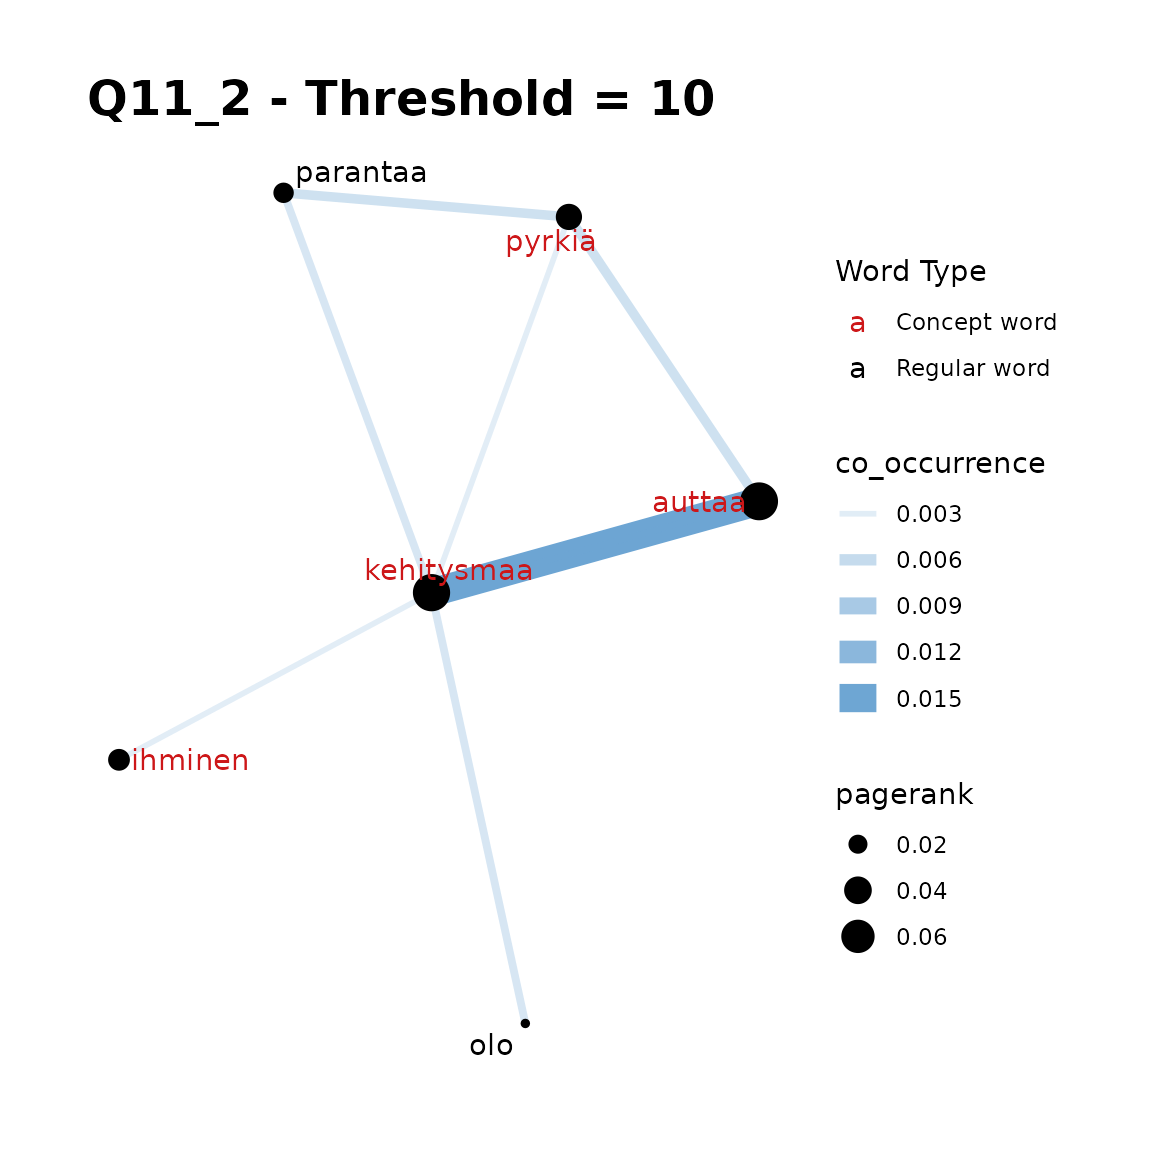 Q11_2 - Threshold = 10
parantaa
pyrkiä
auttaa
kehitysmaa
ihminen
olo
Word Type
a Concept word
a Regular word
co_occurrence
0.003
0.006
0.009
0.012
0.015
pagerank
0.02
0.04
0.06